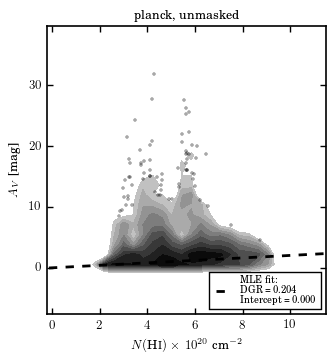 planck, unmasked
30
20
10
0
A_V [mag]
0 2 4 6 8 10
N(HI) × 10^20 cm^−2
MLE fit:
DGR = 0.204
Intercept = 0.000